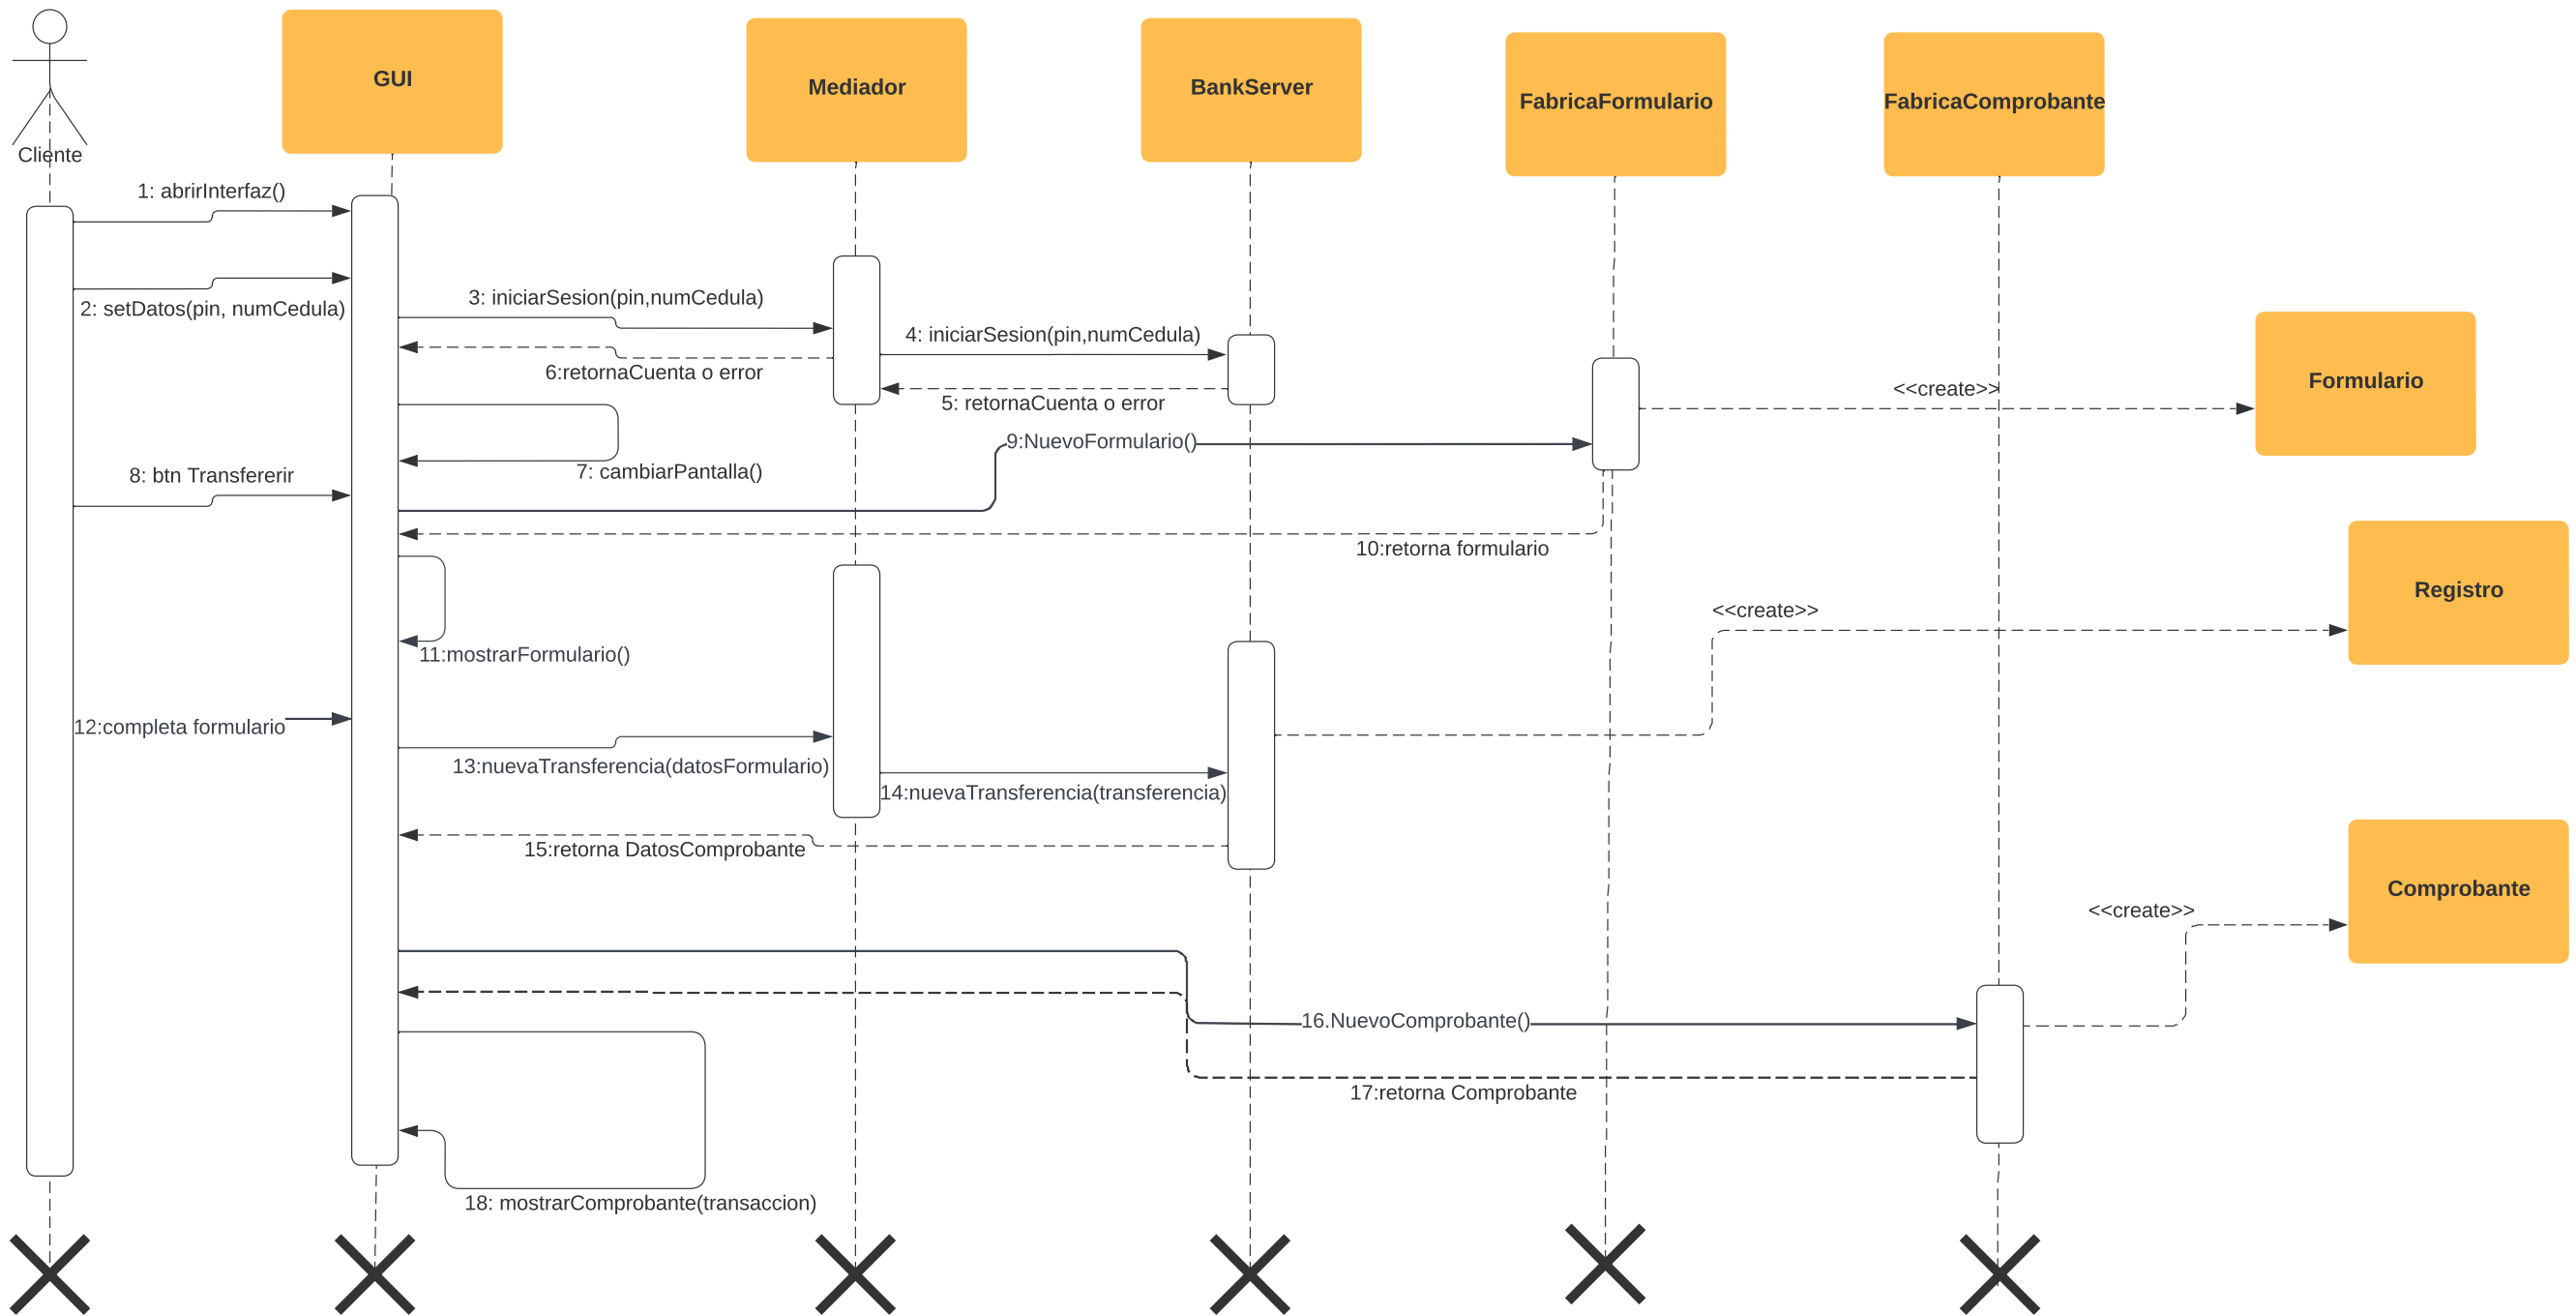 GUI
Mediador
BankServer
FabricaFormulario
FabricaComprobante
Cliente
1: abrirInterfaz()
2: setDatos(pin, numCedula)
3: iniciarSesion(pin,numCedula)
4: iniciarSesion(pin,numCedula)
6:retornaCuenta o error
5: retornaCuenta o error
<<create>>
Formulario
9:NuevoFormulario()
7: cambiarPantalla()
8: btn Transfererir
10:retorna formulario
Registro
<<create>>
11:mostrarFormulario()
12:completa formulario
13:nuevaTransferencia(datosFormulario)
14:nuevaTransferencia(transferencia)
15:retorna DatosComprobante
Comprobante
<<create>>
16.NuevoComprobante()
17:retorna Comprobante
18: mostrarComprobante(transaccion)